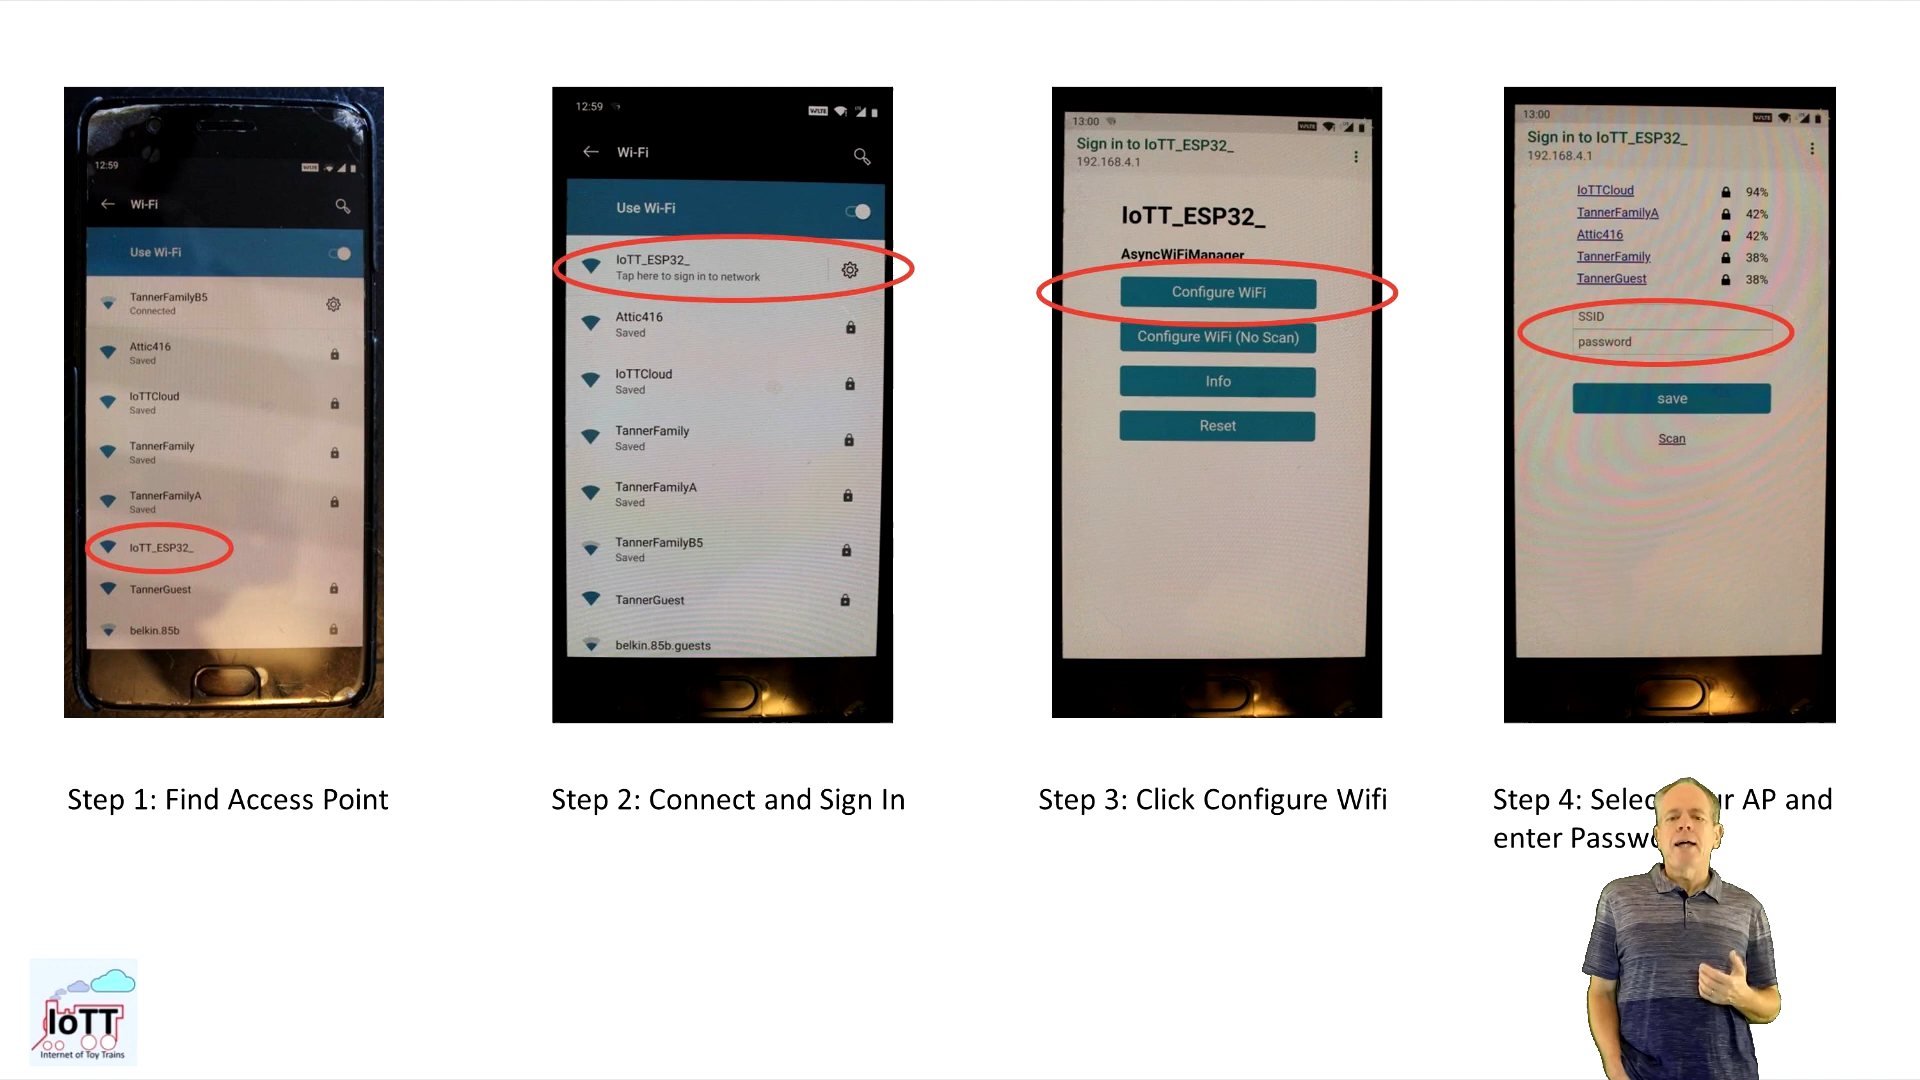 12:59
VoLTE
Wi-Fi
Use Wi-Fi
TannerFamilyB5
Connected
Attic416
Saved
IoTTCloud
Saved
TannerFamily
Saved
TannerFamilyA
Saved
IoTT_ESP32_
TannerGuest
belkin.85b
Step 1: Find Access Point
12:59
VoLTE
Wi-Fi
Use Wi-Fi
IoTT_ESP32_
Tap here to sign in to network
Attic416
Saved
IoTTCloud
Saved
TannerFamily
Saved
TannerFamilyA
Saved
TannerFamilyB5
Saved
TannerGuest
belkin.85b.guests
Step 2: Connect and Sign In
13:00
VoLTE
Sign in to IoTT_ESP32_
192.168.4.1
IoTT_ESP32_
AsyncWiFiManager
Configure WiFi
Configure WiFi (No Scan)
Info
Reset
Step 3: Click Configure Wifi
13:00
VoLTE
Sign in to IoTT_ESP32_
192.168.4.1
IoTTCloud 94%
TannerFamilyA 42%
Attic416 42%
TannerFamily 38%
TannerGuest 38%
SSID
password
save
Scan
Step 4: AP and
enter
IoTT
Internet of Toy Trains